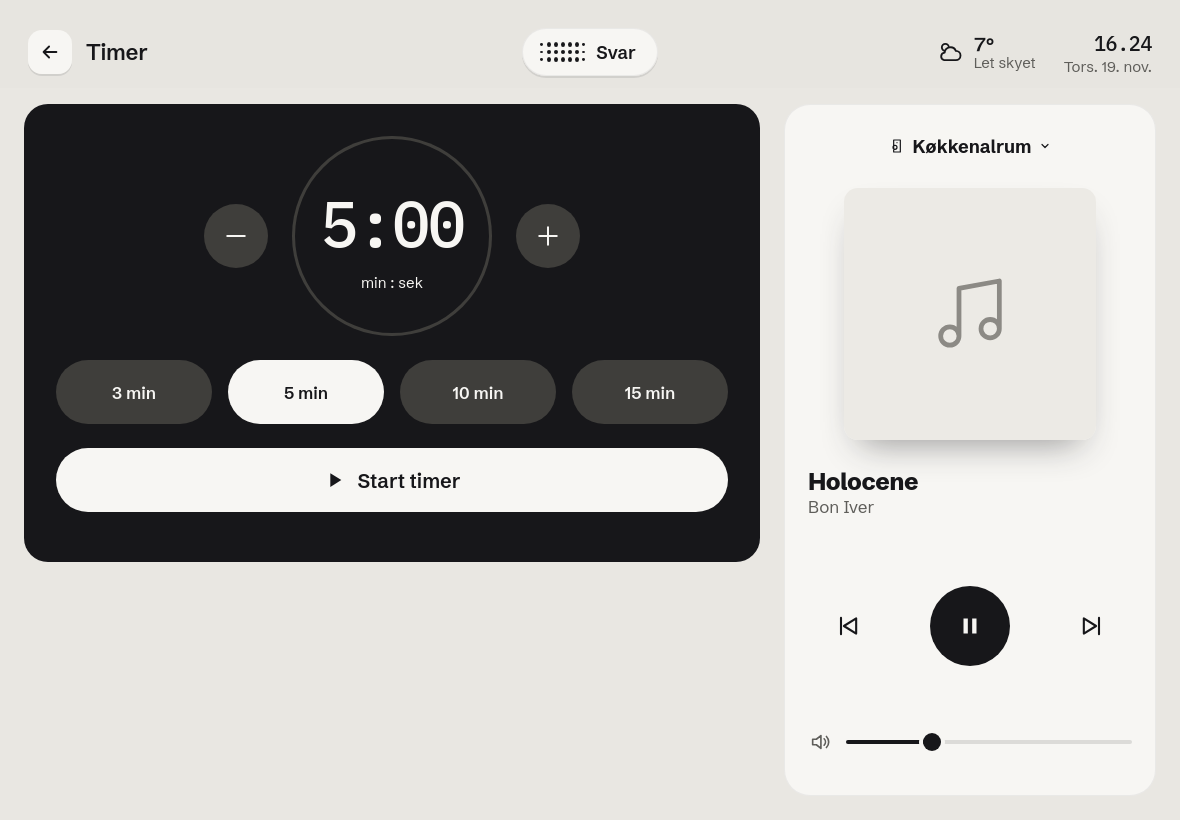 Timer
Svar
7°
Let skyet
16.24
Tors. 19. nov.
5:00
min : sek
3 min
5 min
10 min
15 min
Start timer
Køkkenalrum
Holocene
Bon Iver